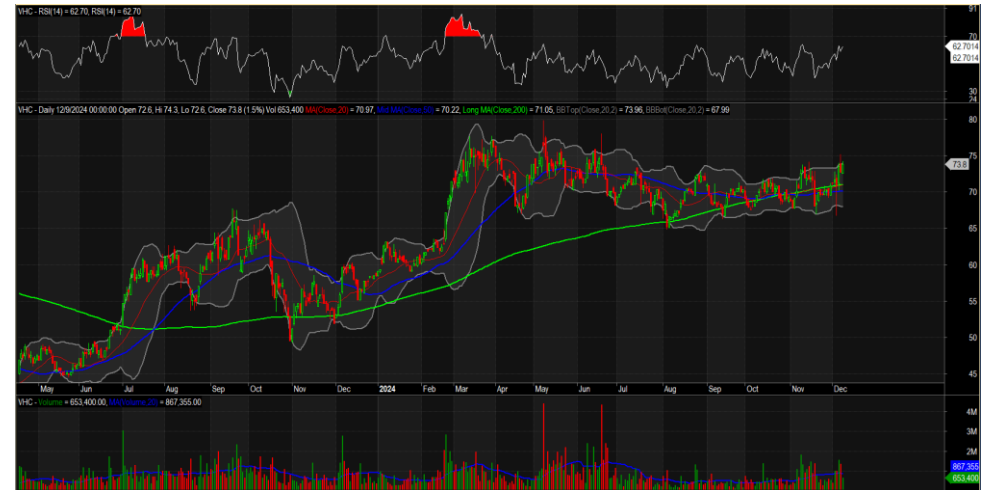 VHC - RSI(14) = 62.70, RSI(14) = 62.70
91
70
62.7014
62.7014
30
24
VHC - Daily 12/9/2024 00:00:00 Open 72.6, Hi 74.3, Lo 72.6, Close 73.8 (1.5%) Vol 653,400 MA(Close,20) = 70.97, Mid MA(Close,50) = 70.22, Long MA(Close,200) = 71.05, BBTop(Close,20,2) = 73.96, BBBot(Close,20,2) = 67.99
80
75
73.8
70
65
60
55
50
45
May Jun Jul Aug Sep Oct Nov Dec 2024 Feb Mar Apr May Jun Jul Aug Sep Oct Nov Dec
VHC - Volume = 653,400.00, MA(Volume,20) = 867,355.00
4M
3M
2M
867,355
653,400